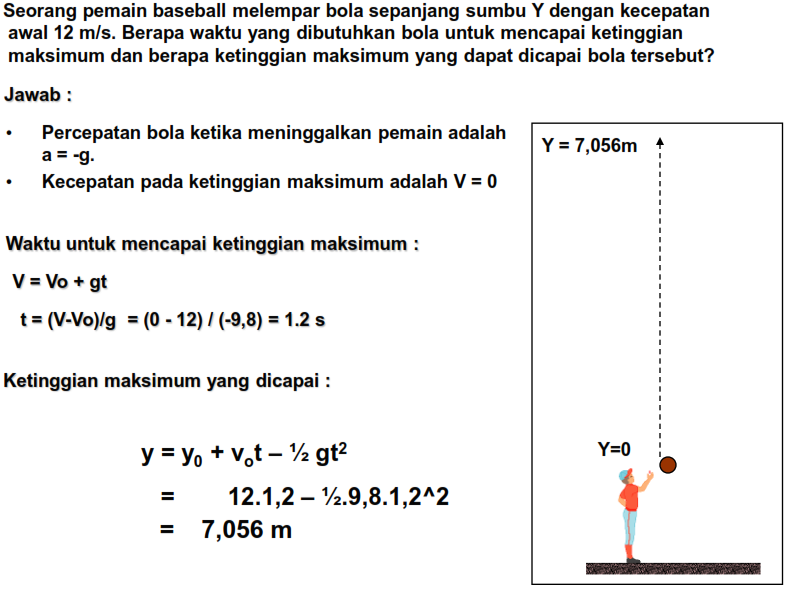 Seorang pemain baseball melempar bola sepanjang sumbu Y dengan kecepatan
awal 12 m/s. Berapa waktu yang dibutuhkan bola untuk mencapai ketinggian
maksimum dan berapa ketinggian maksimum yang dapat dicapai bola tersebut?
Jawab :
• Percepatan bola ketika meninggalkan pemain adalah
a = -g.
• Kecepatan pada ketinggian maksimum adalah V = 0
Waktu untuk mencapai ketinggian maksimum :
V = Vo + gt
t = (V-Vo)/g = (0 - 12) / (-9,8) = 1.2 s
Ketinggian maksimum yang dicapai :
y = y₀ + vₒt – ½ gt²
= 12.1,2 – ½.9,8.1,2^2
= 7,056 m
Y = 7,056m
Y=0